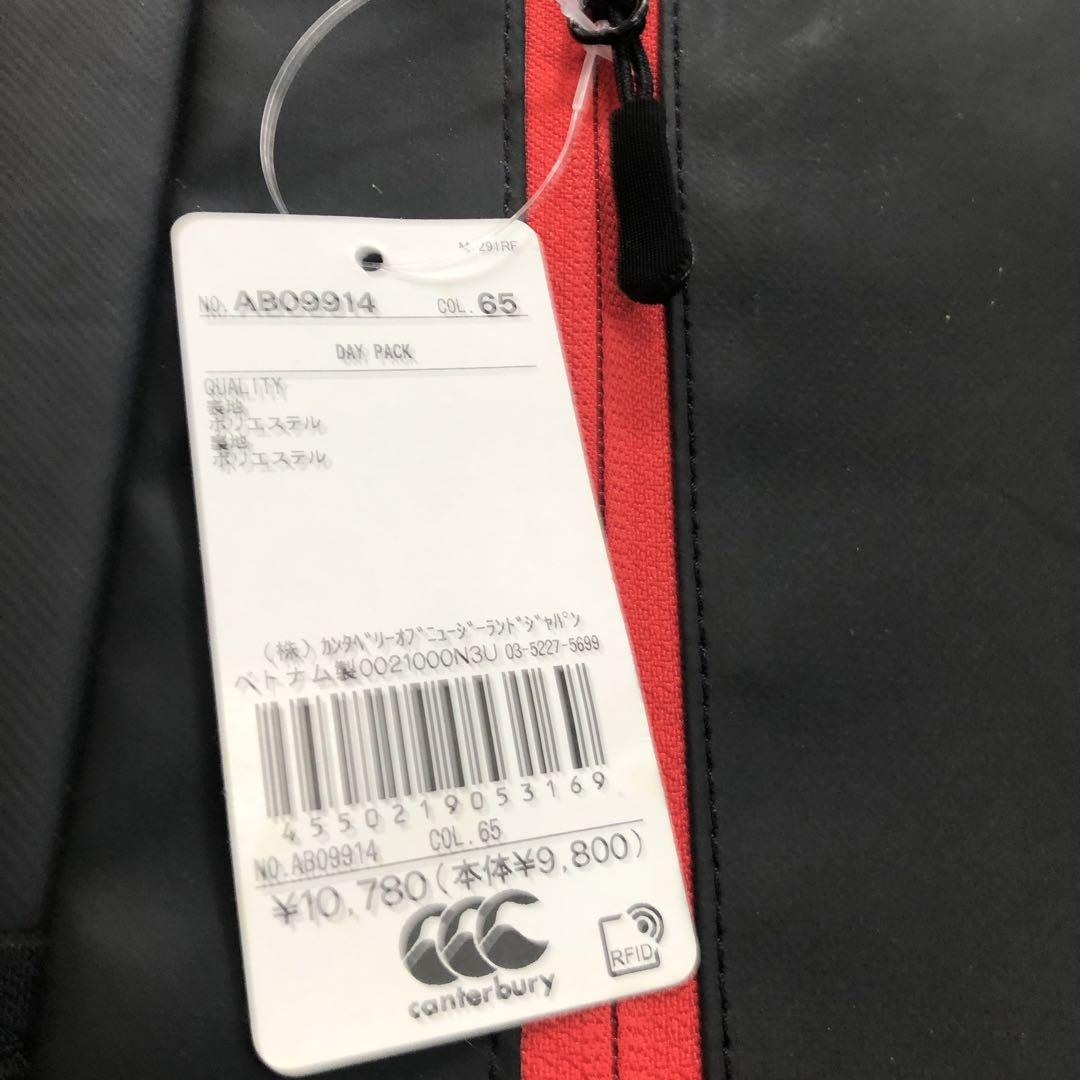 291RF
NO. AB09914 COL. 65
DAY PACK
QUALITY
表地
ポリエステル
裏地
ポリエステル
(株)カンタベリーオブニュージーランドジャパン
ベトナム製0021000N3U 03-5227-5699
4550219053169
NO.AB09914 COL.65
¥10,780(本体¥9,800)
canterbury
RFID